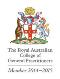 The Royal Australian
College of
General Practitioners
Member 2014–2015